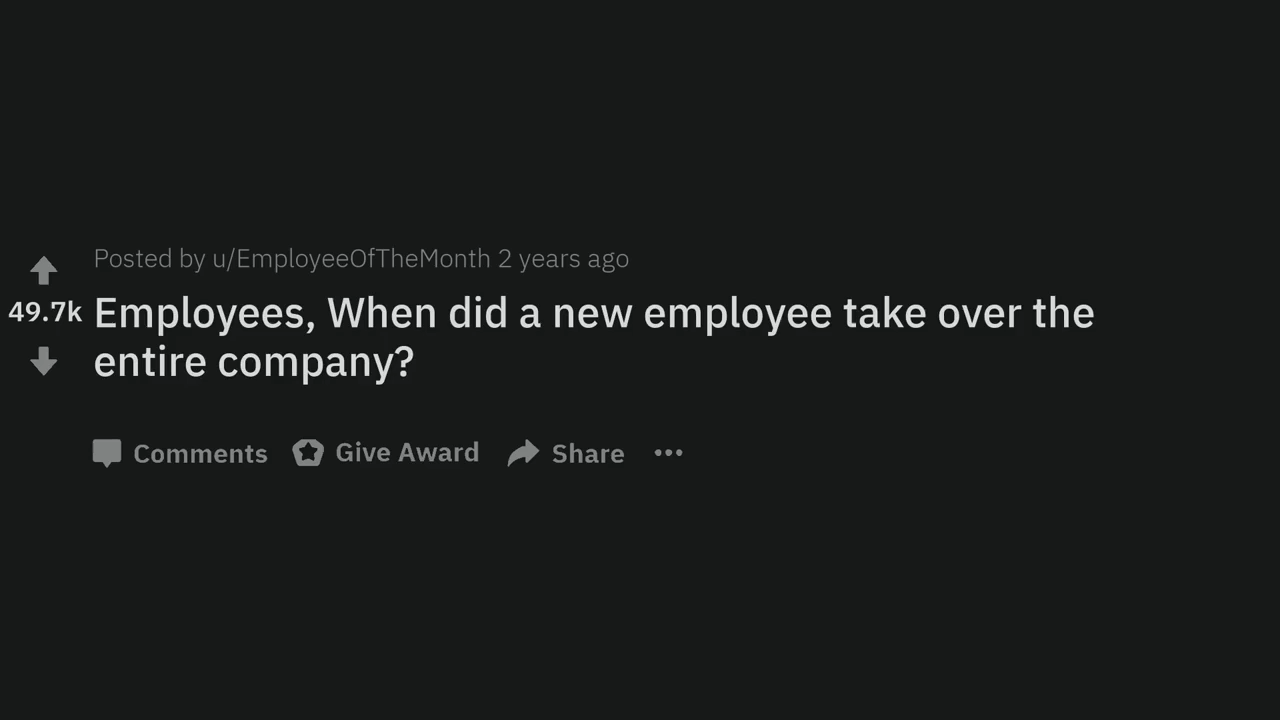 Posted by u/EmployeeOfTheMonth 2 years ago
49.7k
Employees, When did a new employee take over the
entire company?
Comments Give Award Share